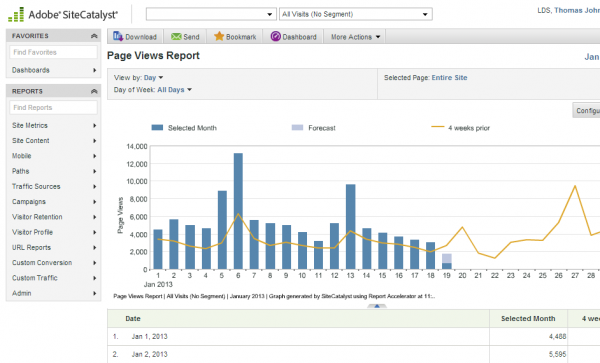 Adobe® SiteCatalyst®
All Visits (No Segment)
LDS, Thomas John
FAVORITES
Find Favorites
Dashboards
REPORTS
Find Reports
Site Metrics
Site Content
Mobile
Paths
Traffic Sources
Campaigns
Visitor Retention
Visitor Profile
URL Reports
Custom Conversion
Custom Traffic
Admin
Download Send Bookmark Dashboard More Actions
Page Views Report
Jan
View by: Day
Day of Week: All Days
Selected Page: Entire Site
Configu
Selected Month Forecast 4 weeks prior
Page Views
14,000
12,000
10,000
8,000
6,000
4,000
2,000
0
1 2 3 4 5 6 7 8 9 10 11 12 13 14 15 16 17 18 19 20 21 22 23 24 25 26 27 28
Jan 2013
Page Views Report | All Visits (No Segment) | January 2013 | Graph generated by SiteCatalyst using Report Accelerator at 11:..
Date Selected Month 4 wee
1. Jan 1, 2013 4,488
2. Jan 2, 2013 5,595